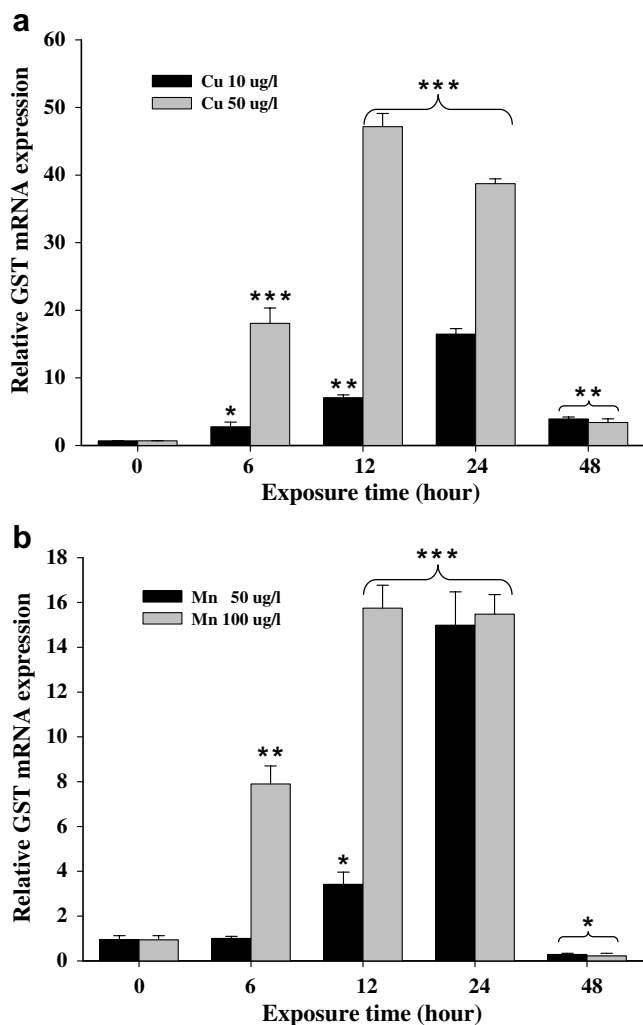 a
Relative GST mRNA expression
60
50
40
30
20
10
0
Cu 10 ug/l
Cu 50 ug/l
*
***
**
***
**
0 6 12 24 48
Exposure time (hour)
b
Relative GST mRNA expression
18
16
14
12
10
8
6
4
2
0
Mn 50 ug/l
Mn 100 ug/l
**
*
***
*
0 6 12 24 48
Exposure time (hour)